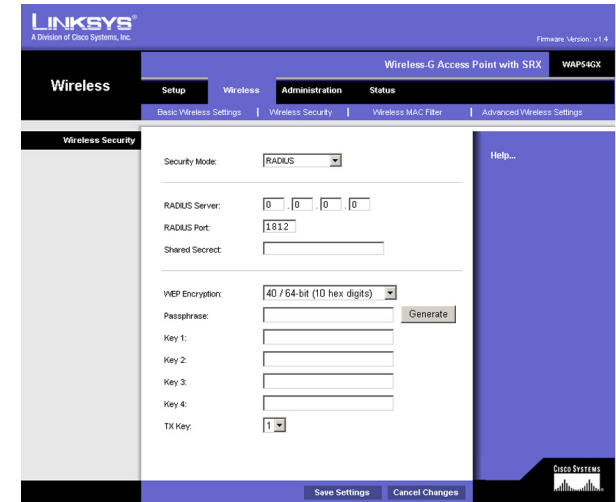 LINKSYS®
A Division of Cisco Systems, Inc.
Firmware Version: v1.4
Wireless-G Access Point with SRX WAP54GX
Wireless
Setup Wireless Administration Status
Basic Wireless Settings | Wireless Security | Wireless MAC Filter | Advanced Wireless Settings
Wireless Security
Help...
Security Mode: RADIUS
RADIUS Server: 0 . 0 . 0 . 0
RADIUS Port: 1812
Shared Secrect:
WEP Encryption: 40 / 64-bit (10 hex digits)
Passphrase: Generate
Key 1:
Key 2:
Key 3:
Key 4:
TX Key: 1
CISCO SYSTEMS
Save Settings Cancel Changes